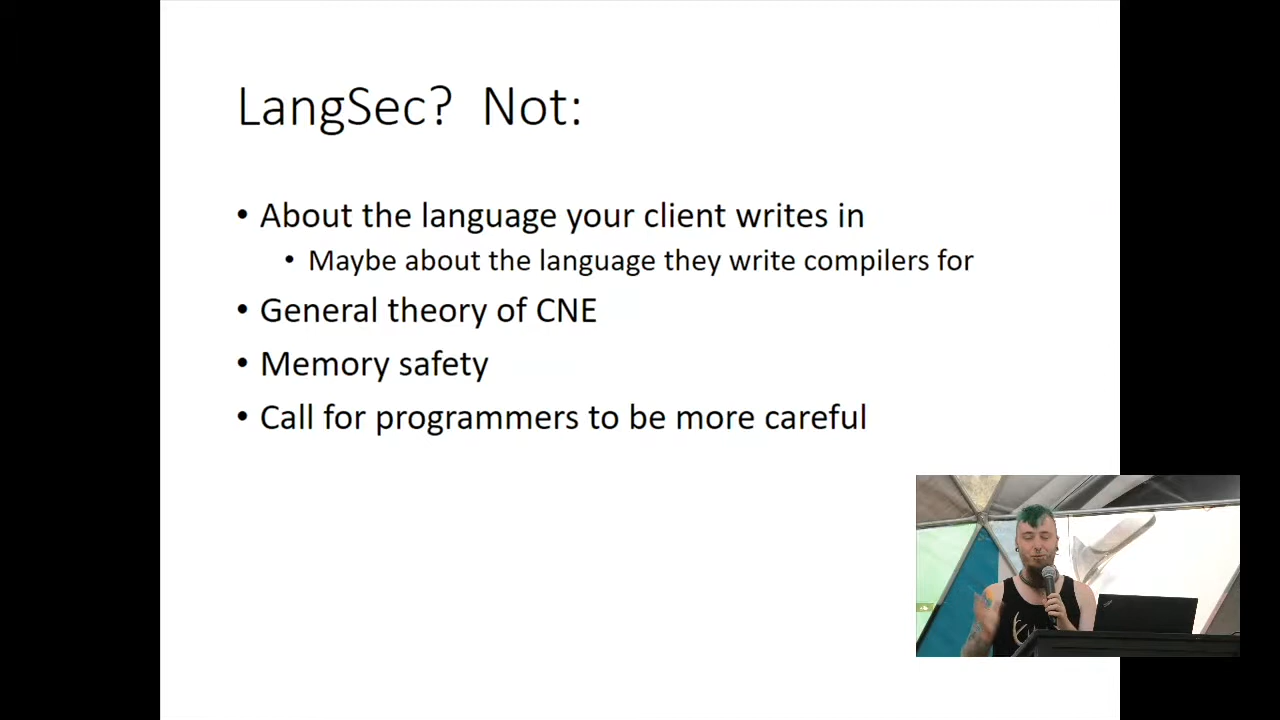 LangSec? Not:
• About the language your client writes in
• Maybe about the language they write compilers for
• General theory of CNE
• Memory safety
• Call for programmers to be more careful